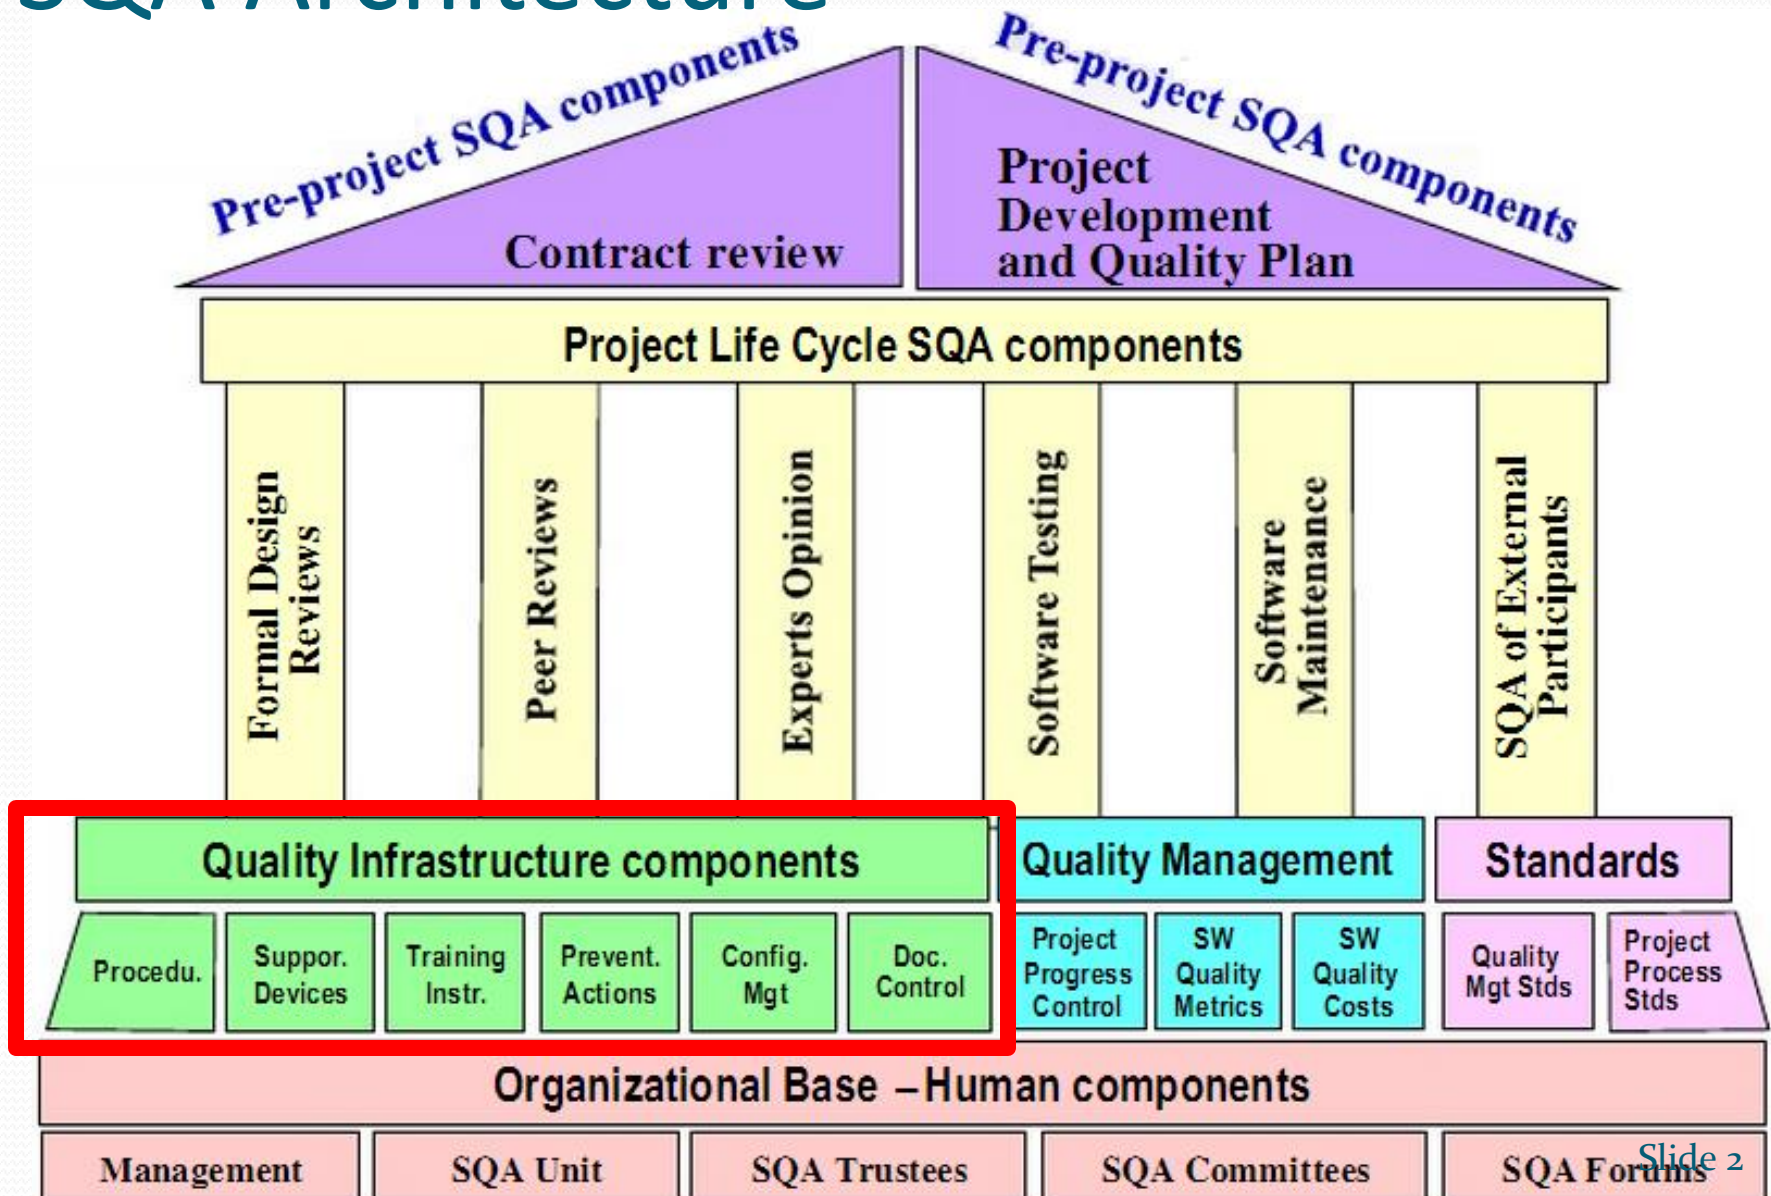 SQA Architecture
Pre-project SQA components
Pre-project SQA components
Contract review
Project
Development
and Quality Plan
Project Life Cycle SQA components
Formal Design
Reviews
Peer Reviews
Experts Opinion
Software Testing
Software
Maintenance
SQA of External
Participants
Quality Infrastructure components
Quality Management
Standards
Procedu.
Suppor.
Devices
Training
Instr.
Prevent.
Actions
Config.
Mgt
Doc.
Control
Project
Progress
Control
SW
Quality
Metrics
SW
Quality
Costs
Quality
Mgt Stds
Project
Process
Stds
Organizational Base – Human components
Management
SQA Unit
SQA Trustees
SQA Committees
SQA Forums
Slide 2